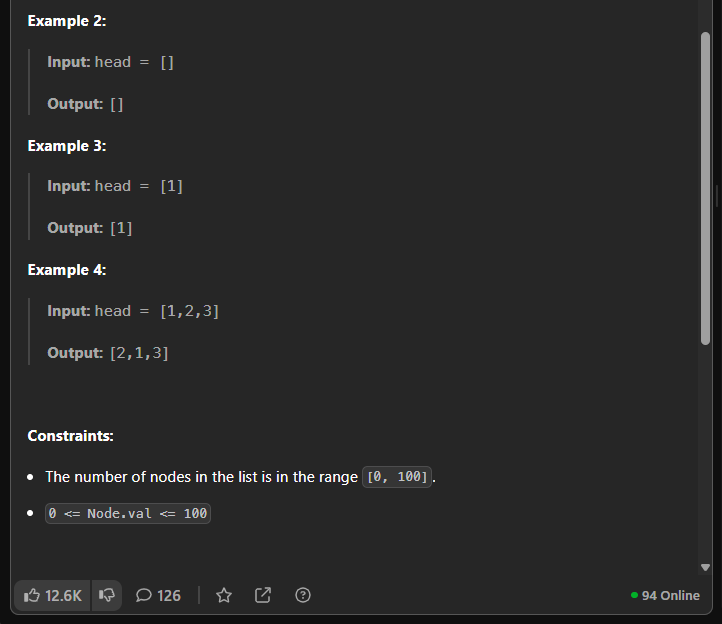 Example 2:
Input: head = []
Output: []
Example 3:
Input: head = [1]
Output: [1]
Example 4:
Input: head = [1,2,3]
Output: [2,1,3]
Constraints:
The number of nodes in the list is in the range [0, 100].
0 <= Node.val <= 100
12.6K 126 94 Online